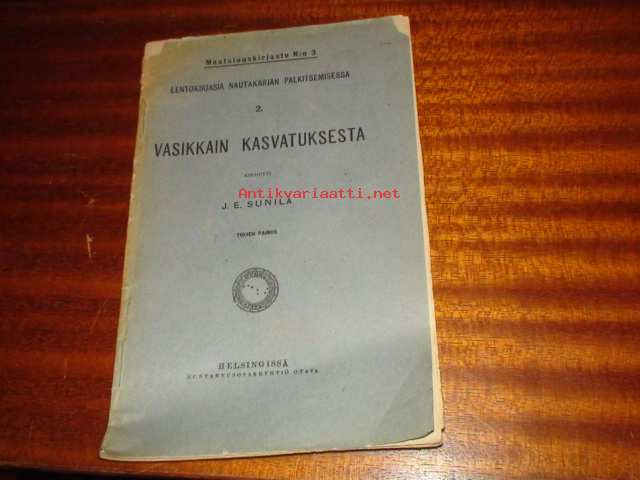 Maatalouskirjasto N:o 3
LENTOKIRJASIA NAUTAKARJAN PALKITSEMISESSA
2.
VASIKKAIN KASVATUKSESTA
KIRJOITTI
Antikvariaatti.net
J. E. SUNILA
TOINEN PAINOS
HELSINGISSÄ
KUSTANNUSOSAKEYHTIÖ OTAVA